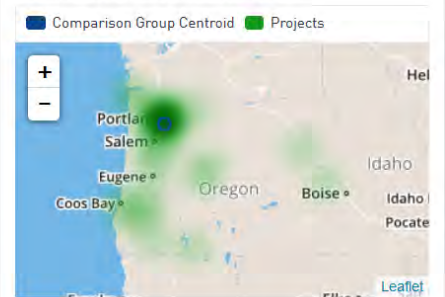 Comparison Group Centroid Projects
+
−
Hel
Portlan
Salem
Eugene
Coos Bay
Oregon
Idaho
Boise
Idaho
Pocate
Leaflet